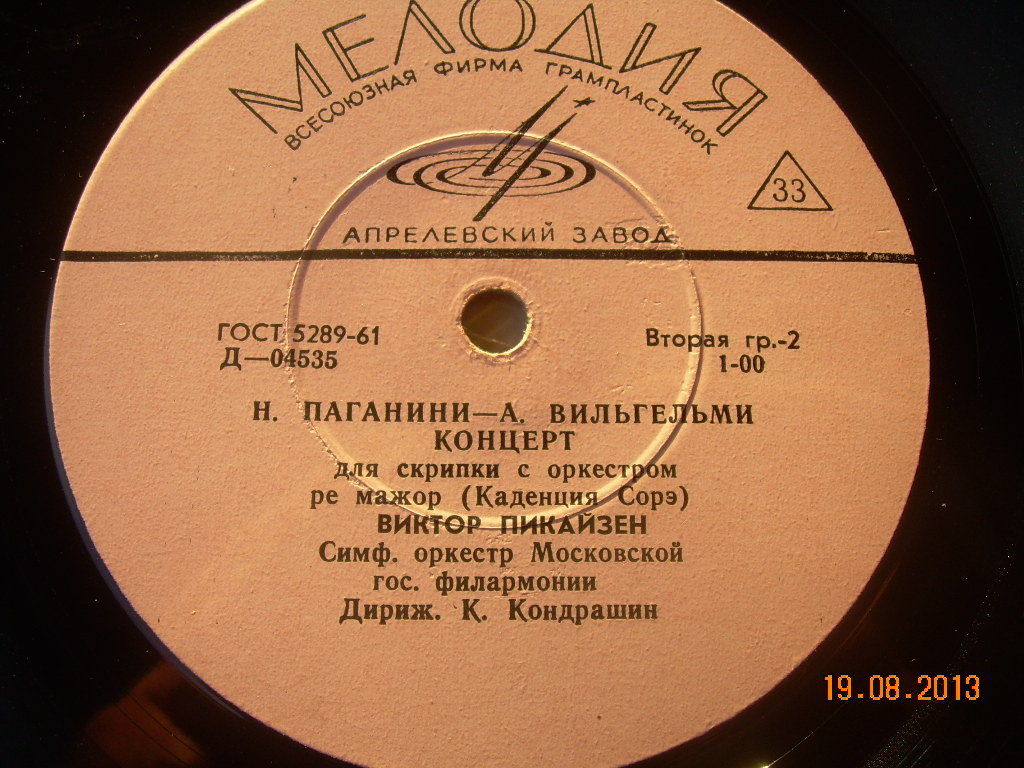 МЕЛОДИЯ
ВСЕСОЮЗНАЯ ФИРМА ГРАМПЛАСТИНОК
33
АПРЕЛЕВСКИЙ ЗАВОД
ГОСТ 5289-61
Д—04535
Вторая гр.-2
1-00
Н. ПАГАНИНИ—А. ВИЛЬГЕЛЬМИ
КОНЦЕРТ
для скрипки с оркестром
ре мажор (Каденция Сорэ)
ВИКТОР ПИКАЙЗЕН
Симф. оркестр Московской
гос. филармонии
Дириж. К. Кондрашин
19.08.2013